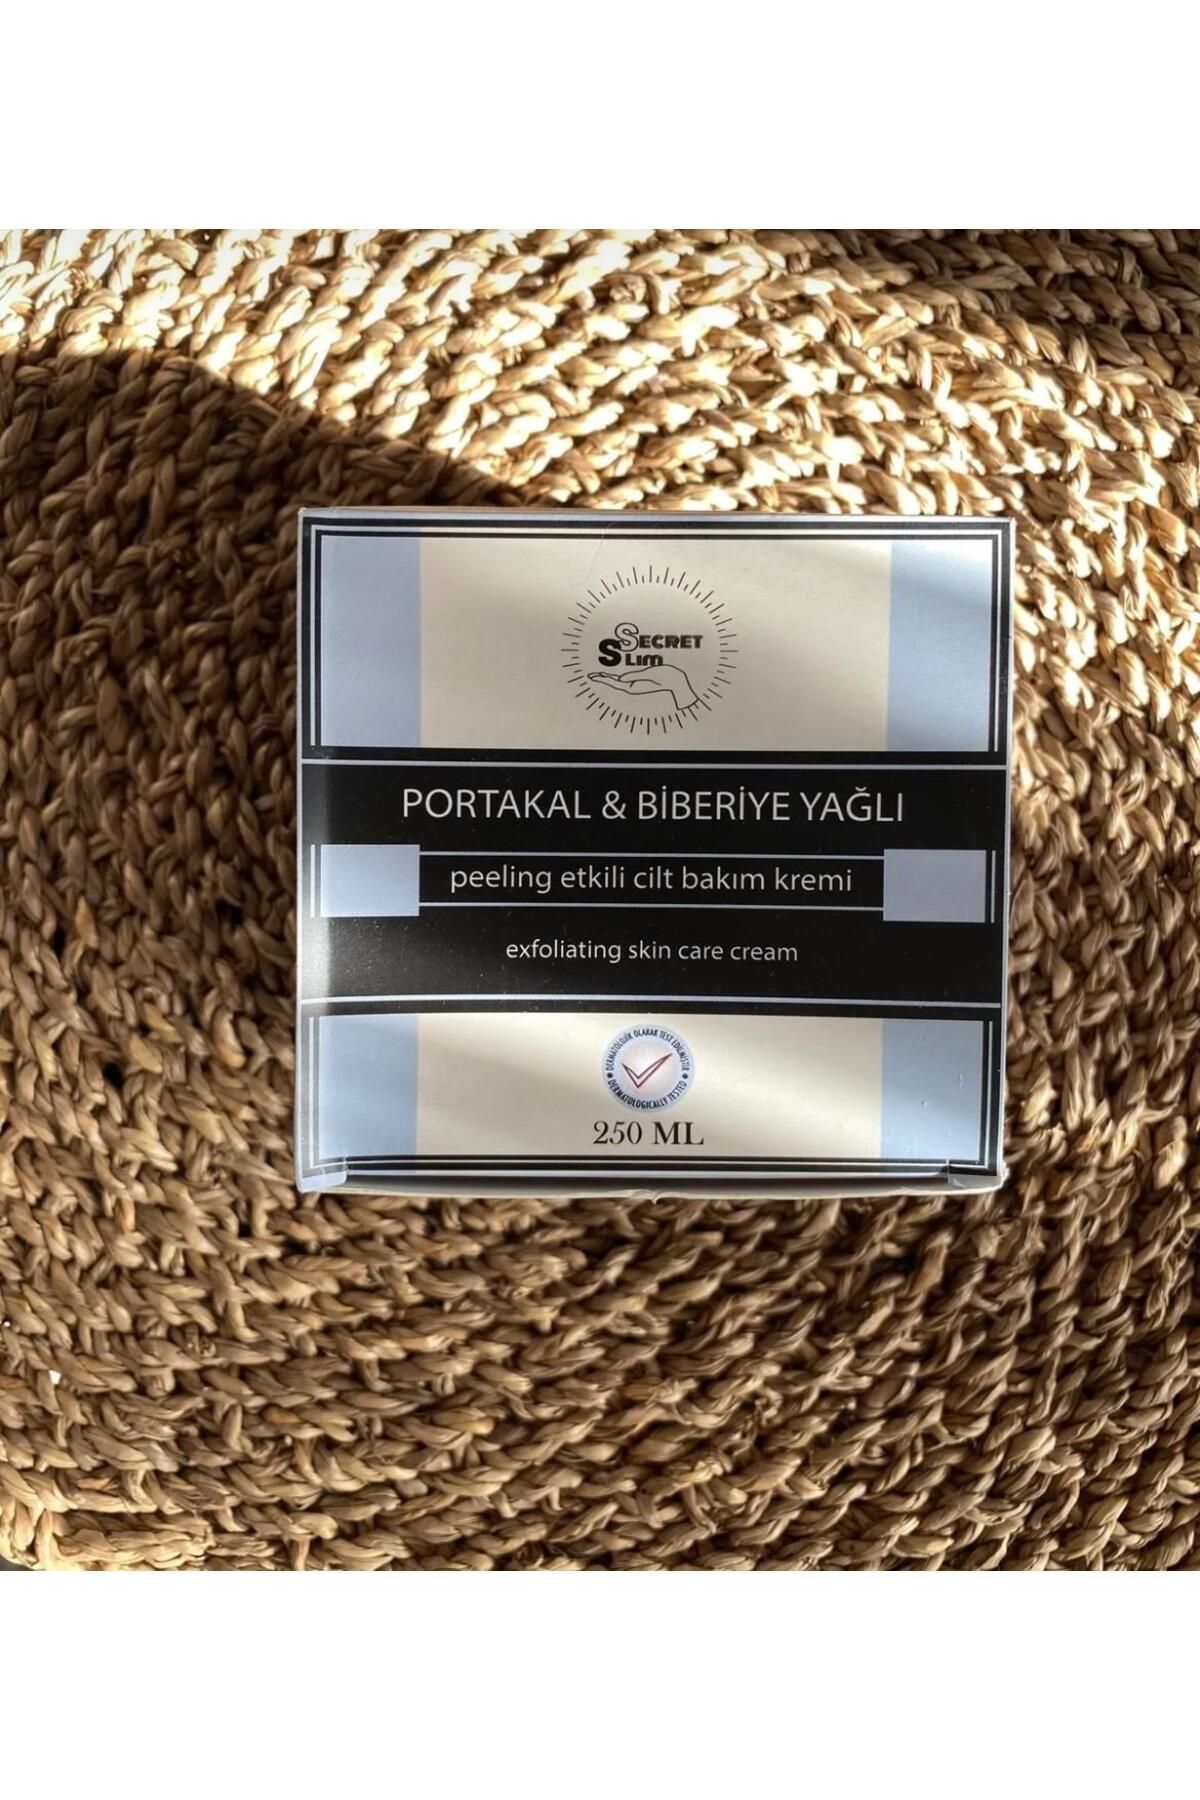 SECRET
SLIM
PORTAKAL & BİBERİYE YAĞLI
peeling etkili cilt bakım kremi
exfoliating skin care cream
DERMATOLOJİK OLARAK TEST EDİLMİŞTİR
DERMATOLOGICALLY TESTED
250 ML